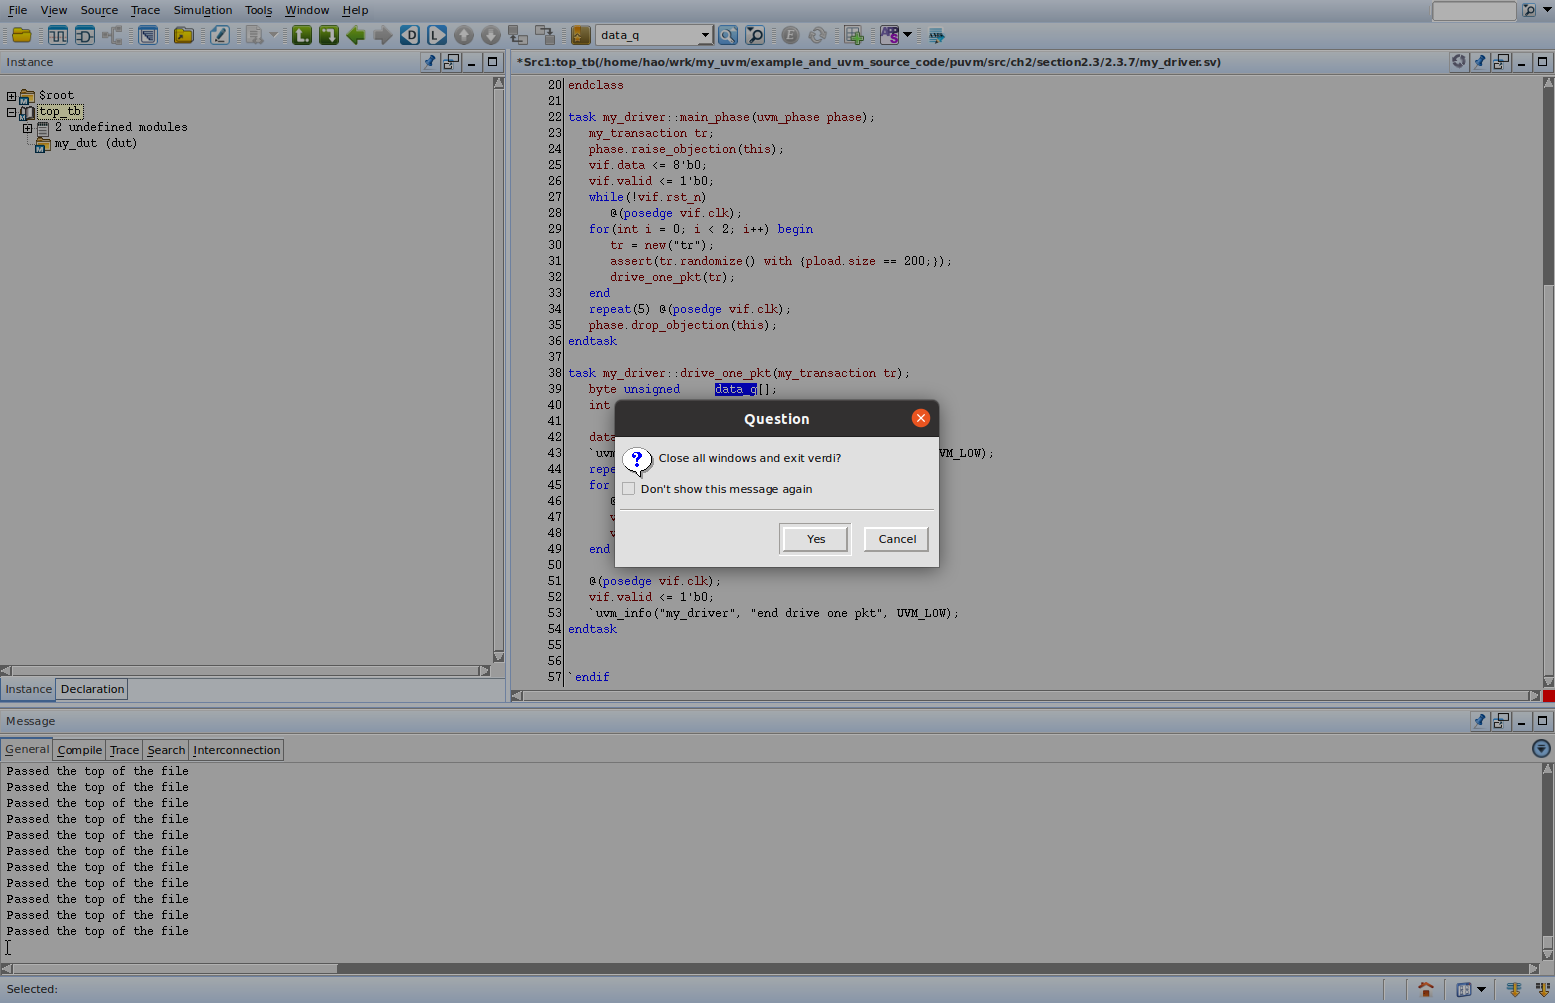 File View Source Trace Simulation Tools Window Help
data_q
Instance
*Src1:top_tb(/home/hao/wrk/my_uvm/example_and_uvm_source_code/puvm/src/ch2/section2.3/2.3.7/my_driver.sv)
$root
top_tb
2 undefined modules
my_dut (dut)
20 endclass
21
22 task my_driver::main_phase(uvm_phase phase);
23 my_transaction tr;
24 phase.raise_objection(this);
25 vif.data <= 8'b0;
26 vif.valid <= 1'b0;
27 while(!vif.rst_n)
28 @(posedge vif.clk);
29 for(int i = 0; i < 2; i++) begin
30 tr = new("tr");
31 assert(tr.randomize() with {pload.size == 200;});
32 drive_one_pkt(tr);
33 end
34 repeat(5) @(posedge vif.clk);
35 phase.drop_objection(this);
36 endtask
37
38 task my_driver::drive_one_pkt(my_transaction tr);
39 byte unsigned data_q[];
40 int
41
42 data
43 `uvm VM_LOW);
44 repe
45 for
46 @
47 v
48 v
49 end
50
51 @(posedge vif.clk);
52 vif.valid <= 1'b0;
53 `uvm_info("my_driver", "end drive one pkt", UVM_LOW);
54 endtask
55
56
57 `endif
Question
Close all windows and exit verdi?
Don't show this message again
Yes Cancel
Instance Declaration
Message
General Compile Trace Search Interconnection
Passed the top of the file
Passed the top of the file
Passed the top of the file
Passed the top of the file
Passed the top of the file
Passed the top of the file
Passed the top of the file
Passed the top of the file
Passed the top of the file
Passed the top of the file
Passed the top of the file
Selected: